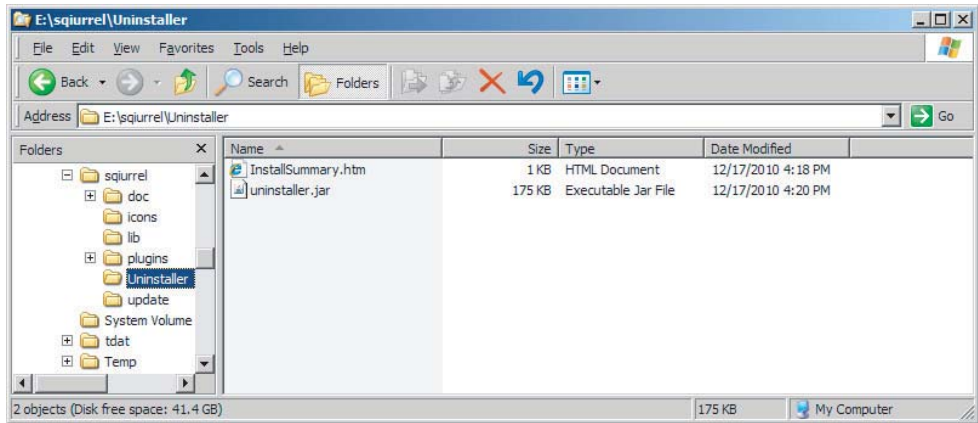 E:\sqiurrel\Uninstaller
File Edit View Favorites Tools Help
Back Search Folders
Address E:\sqiurrel\Uninstaller Go
Folders
sqiurrel
doc
icons
lib
plugins
Uninstaller
update
System Volume
tdat
Temp
Name Size Type Date Modified
InstallSummary.htm 1 KB HTML Document 12/17/2010 4:18 PM
uninstaller.jar 175 KB Executable Jar File 12/17/2010 4:20 PM
2 objects (Disk free space: 41.4 GB) 175 KB My Computer